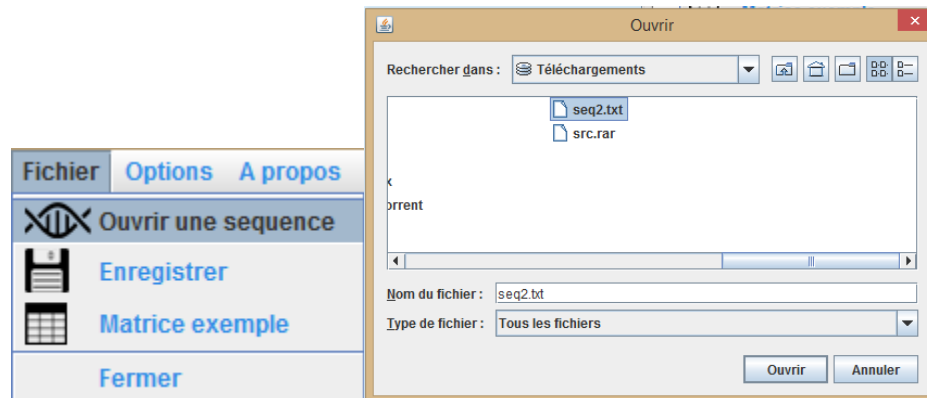 Ouvrir
Rechercher dans : Téléchargements
seq2.txt
src.rar
x
orrent
Nom du fichier : seq2.txt
Type de fichier : Tous les fichiers
Ouvrir Annuler
Fichier Options A propos
Ouvrir une sequence
Enregistrer
Matrice exemple
Fermer